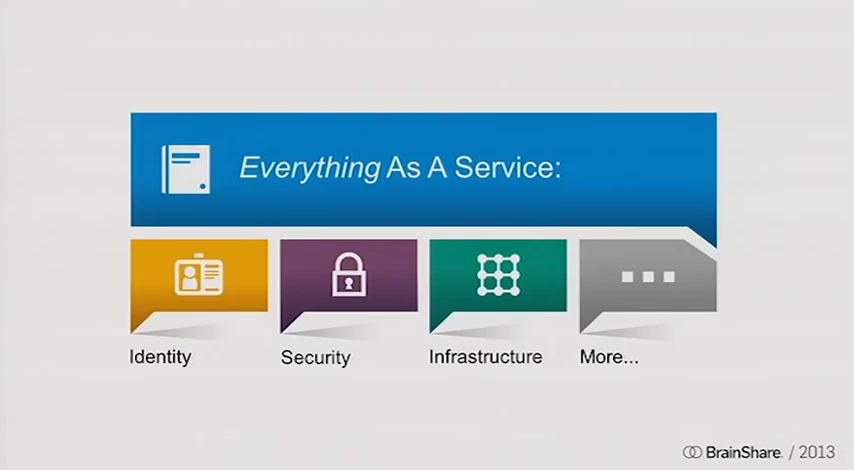 Everything As A Service:
Identity
Security
Infrastructure
More...
BrainShare. / 2013